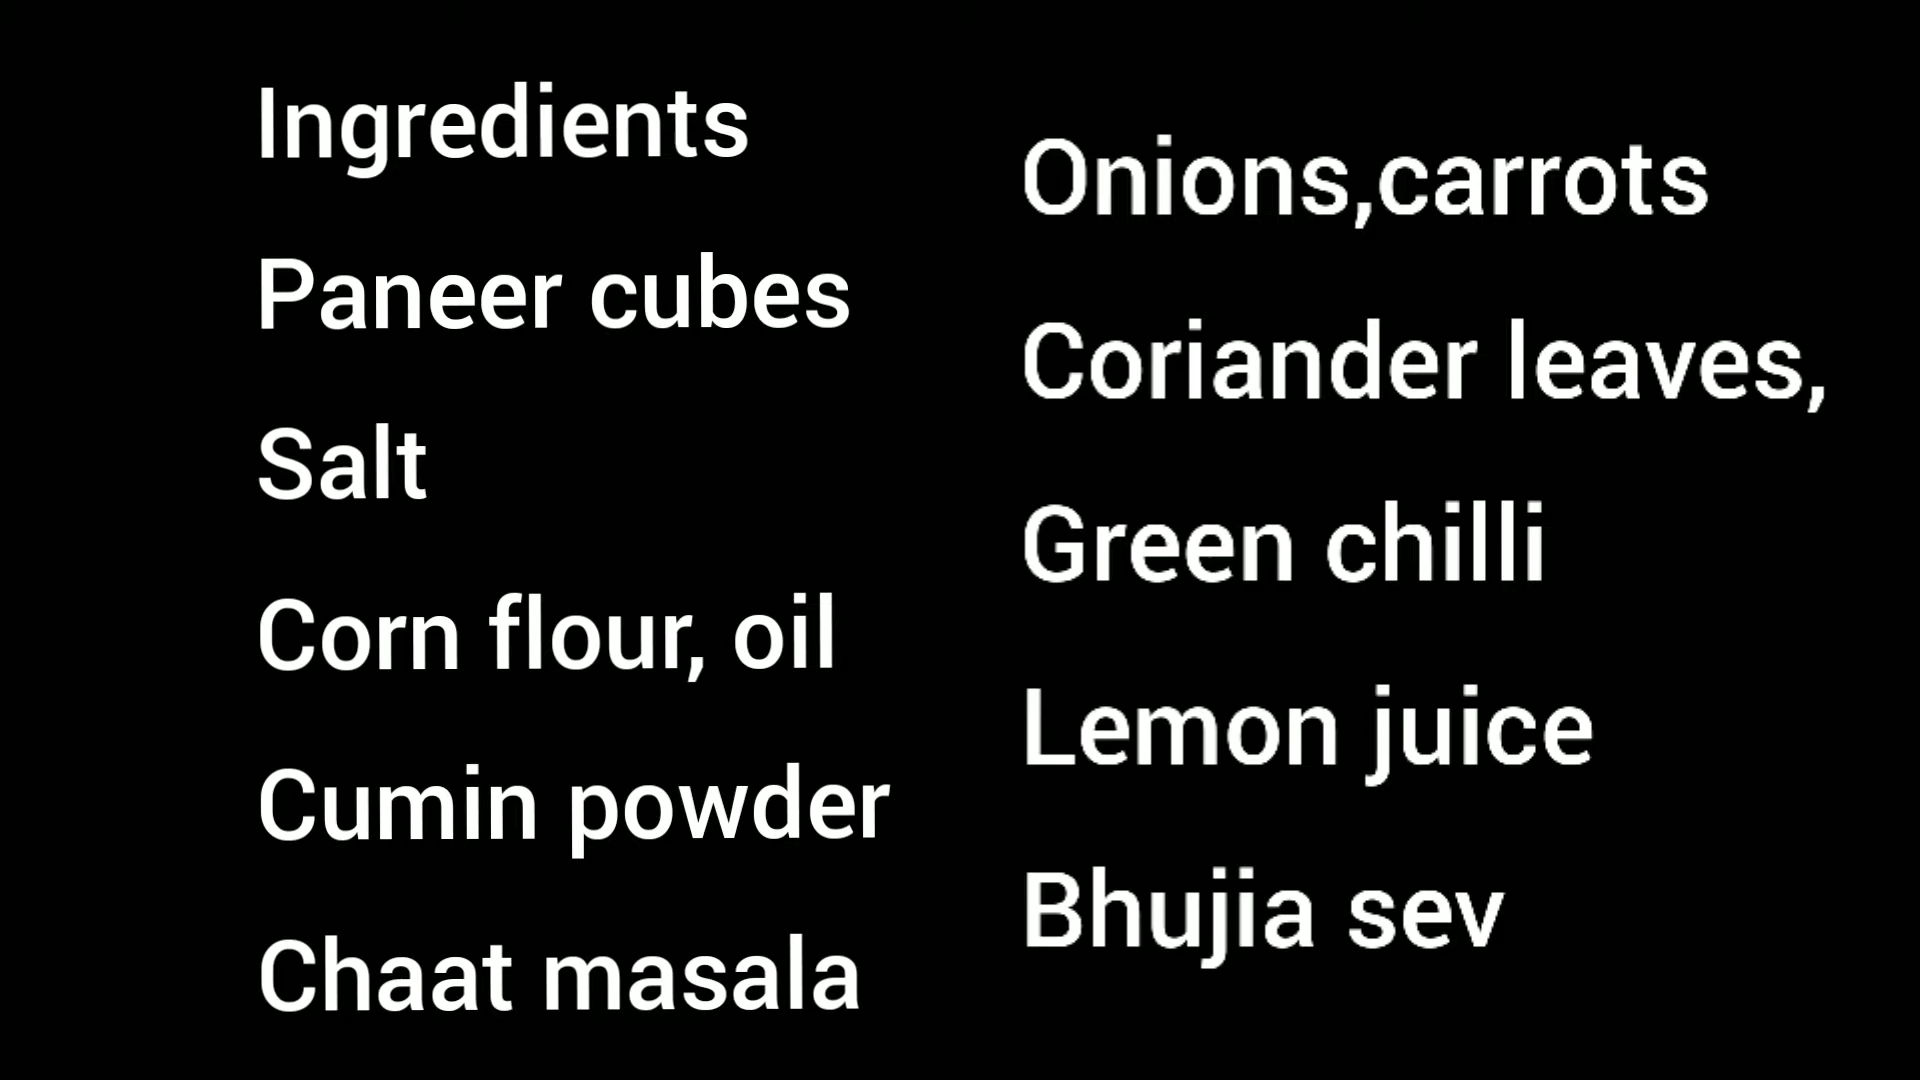 Ingredients
Paneer cubes
Salt
Corn flour, oil
Cumin powder
Chaat masala
Onions,carrots
Coriander leaves,
Green chilli
Lemon juice
Bhujia sev